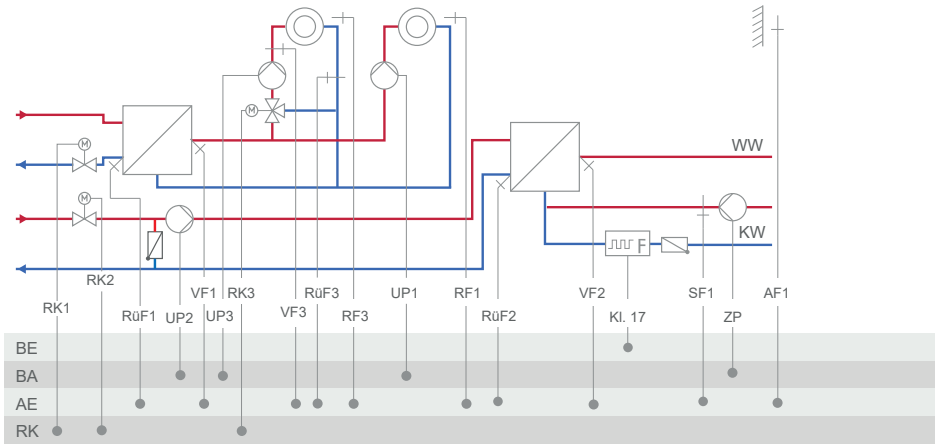 M
M
M
WW
F
KW
RK1
RK2
RüF1
UP2
VF1
UP3
RK3
VF3
RüF3
RF3
UP1
RF1
RüF2
VF2
Kl. 17
SF1
ZP
AF1
BE
BA
AE
RK